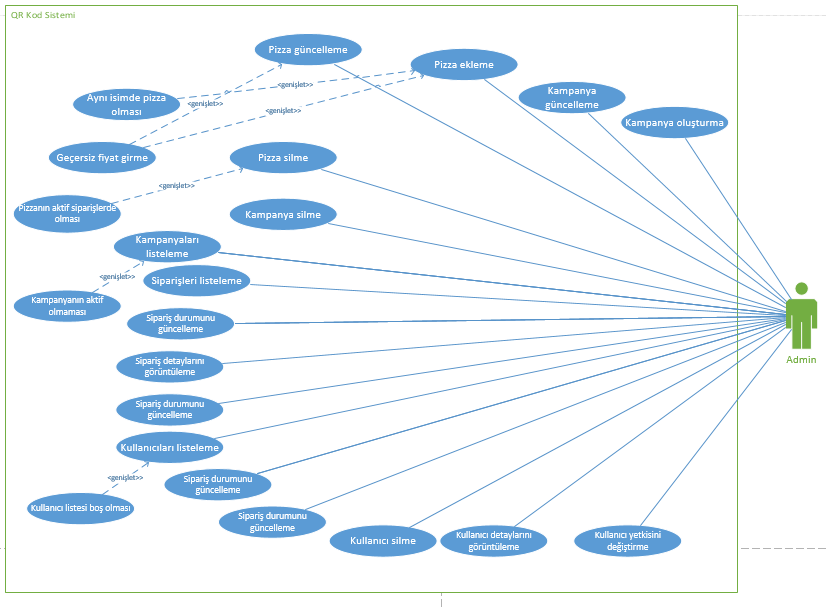 QR Kod Sistemi
Pizza güncelleme
Pizza ekleme
<genişlet>>
Aynı isimde pizza
olması
<genişlet>>
<genişlet>>
Kampanya
güncelleme
Kampanya oluşturma
Geçersiz fiyat girme
Pizza silme
<genişlet>>
Pizzanın aktif siparişlerde
olması
Kampanya silme
Kampanyaları
listeleme
<genişlet>>
Siparişleri listeleme
Kampanyanın aktif
olmaması
Sipariş durumunu
güncelleme
Admin
Sipariş detaylarını
görüntüleme
Sipariş durumunu
güncelleme
Kullanıcıları listeleme
<genişlet>>
Sipariş durumunu
güncelleme
Kullanıcı listesi boş olması
Sipariş durumunu
güncelleme
Kullanıcı silme
Kullanıcı detaylarını
görüntüleme
Kullanıcı yetkisini
değiştirme